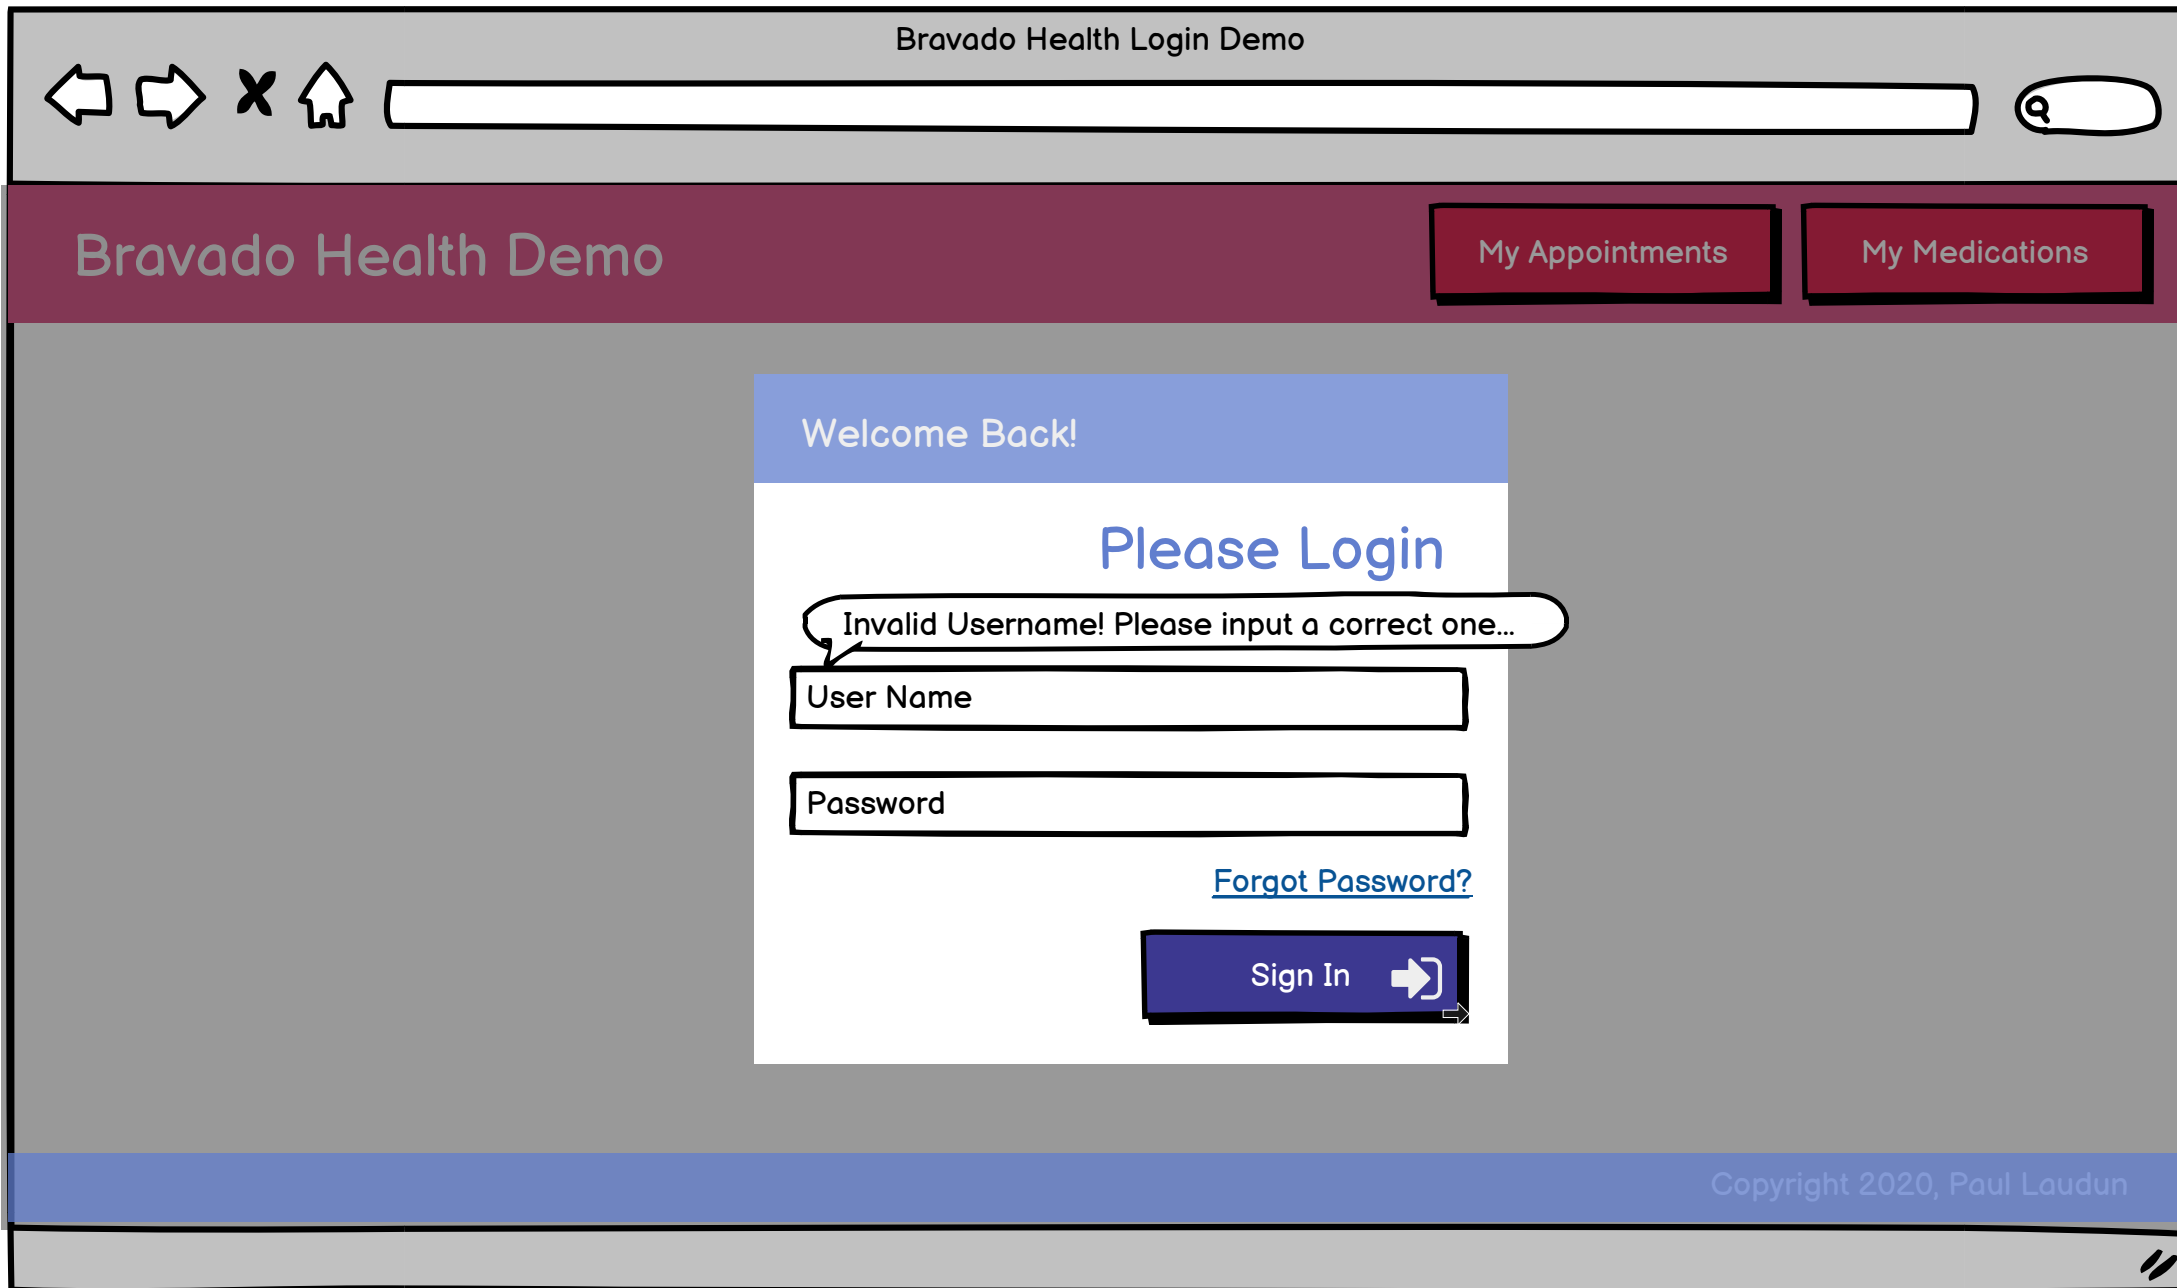 Bravado Health Login Demo
Bravado Health Demo
My Appointments
My Medications
Welcome Back!
Please Login
Invalid Username! Please input a correct one...
User Name
Password
Forgot Password?
Sign In
Copyright 2020, Paul Laudun